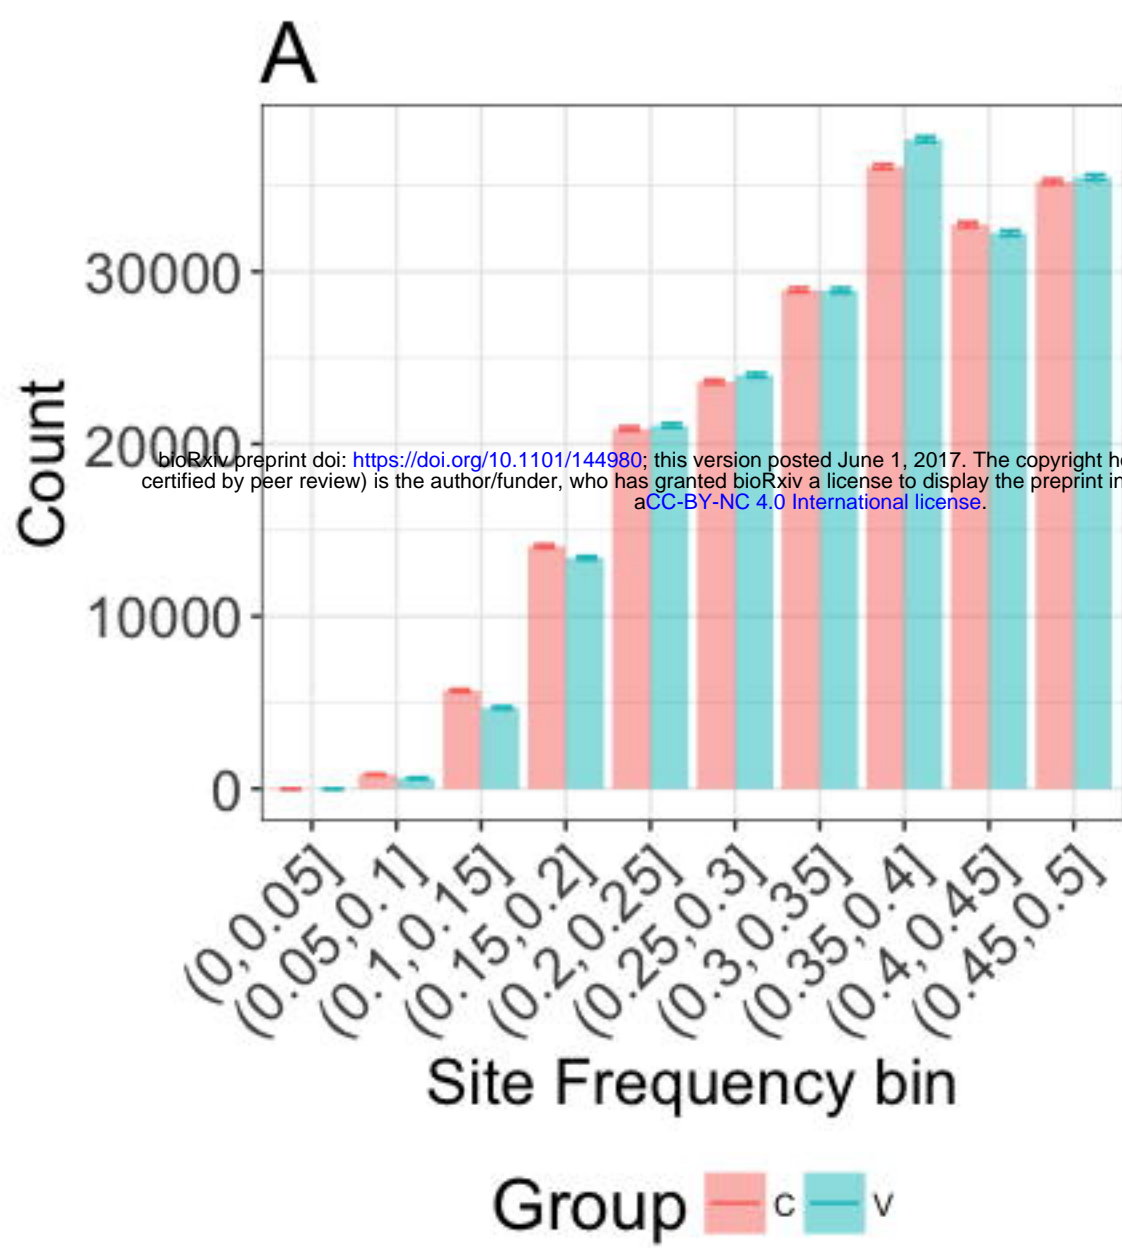 A
Count
30000
20000
10000
0
bioRxiv preprint doi: https://doi.org/10.1101/144980; this version posted June 1, 2017. The copyright h
certified by peer review) is the author/funder, who has granted bioRxiv a license to display the preprint in
aCC-BY-NC 4.0 International license.
(0,0.05]
(0.05,0.1]
(0.1,0.15]
(0.15,0.2]
(0.2,0.25]
(0.25,0.3]
(0.3,0.35]
(0.35,0.4]
(0.4,0.45]
(0.45,0.5]
Site Frequency bin
Group C V